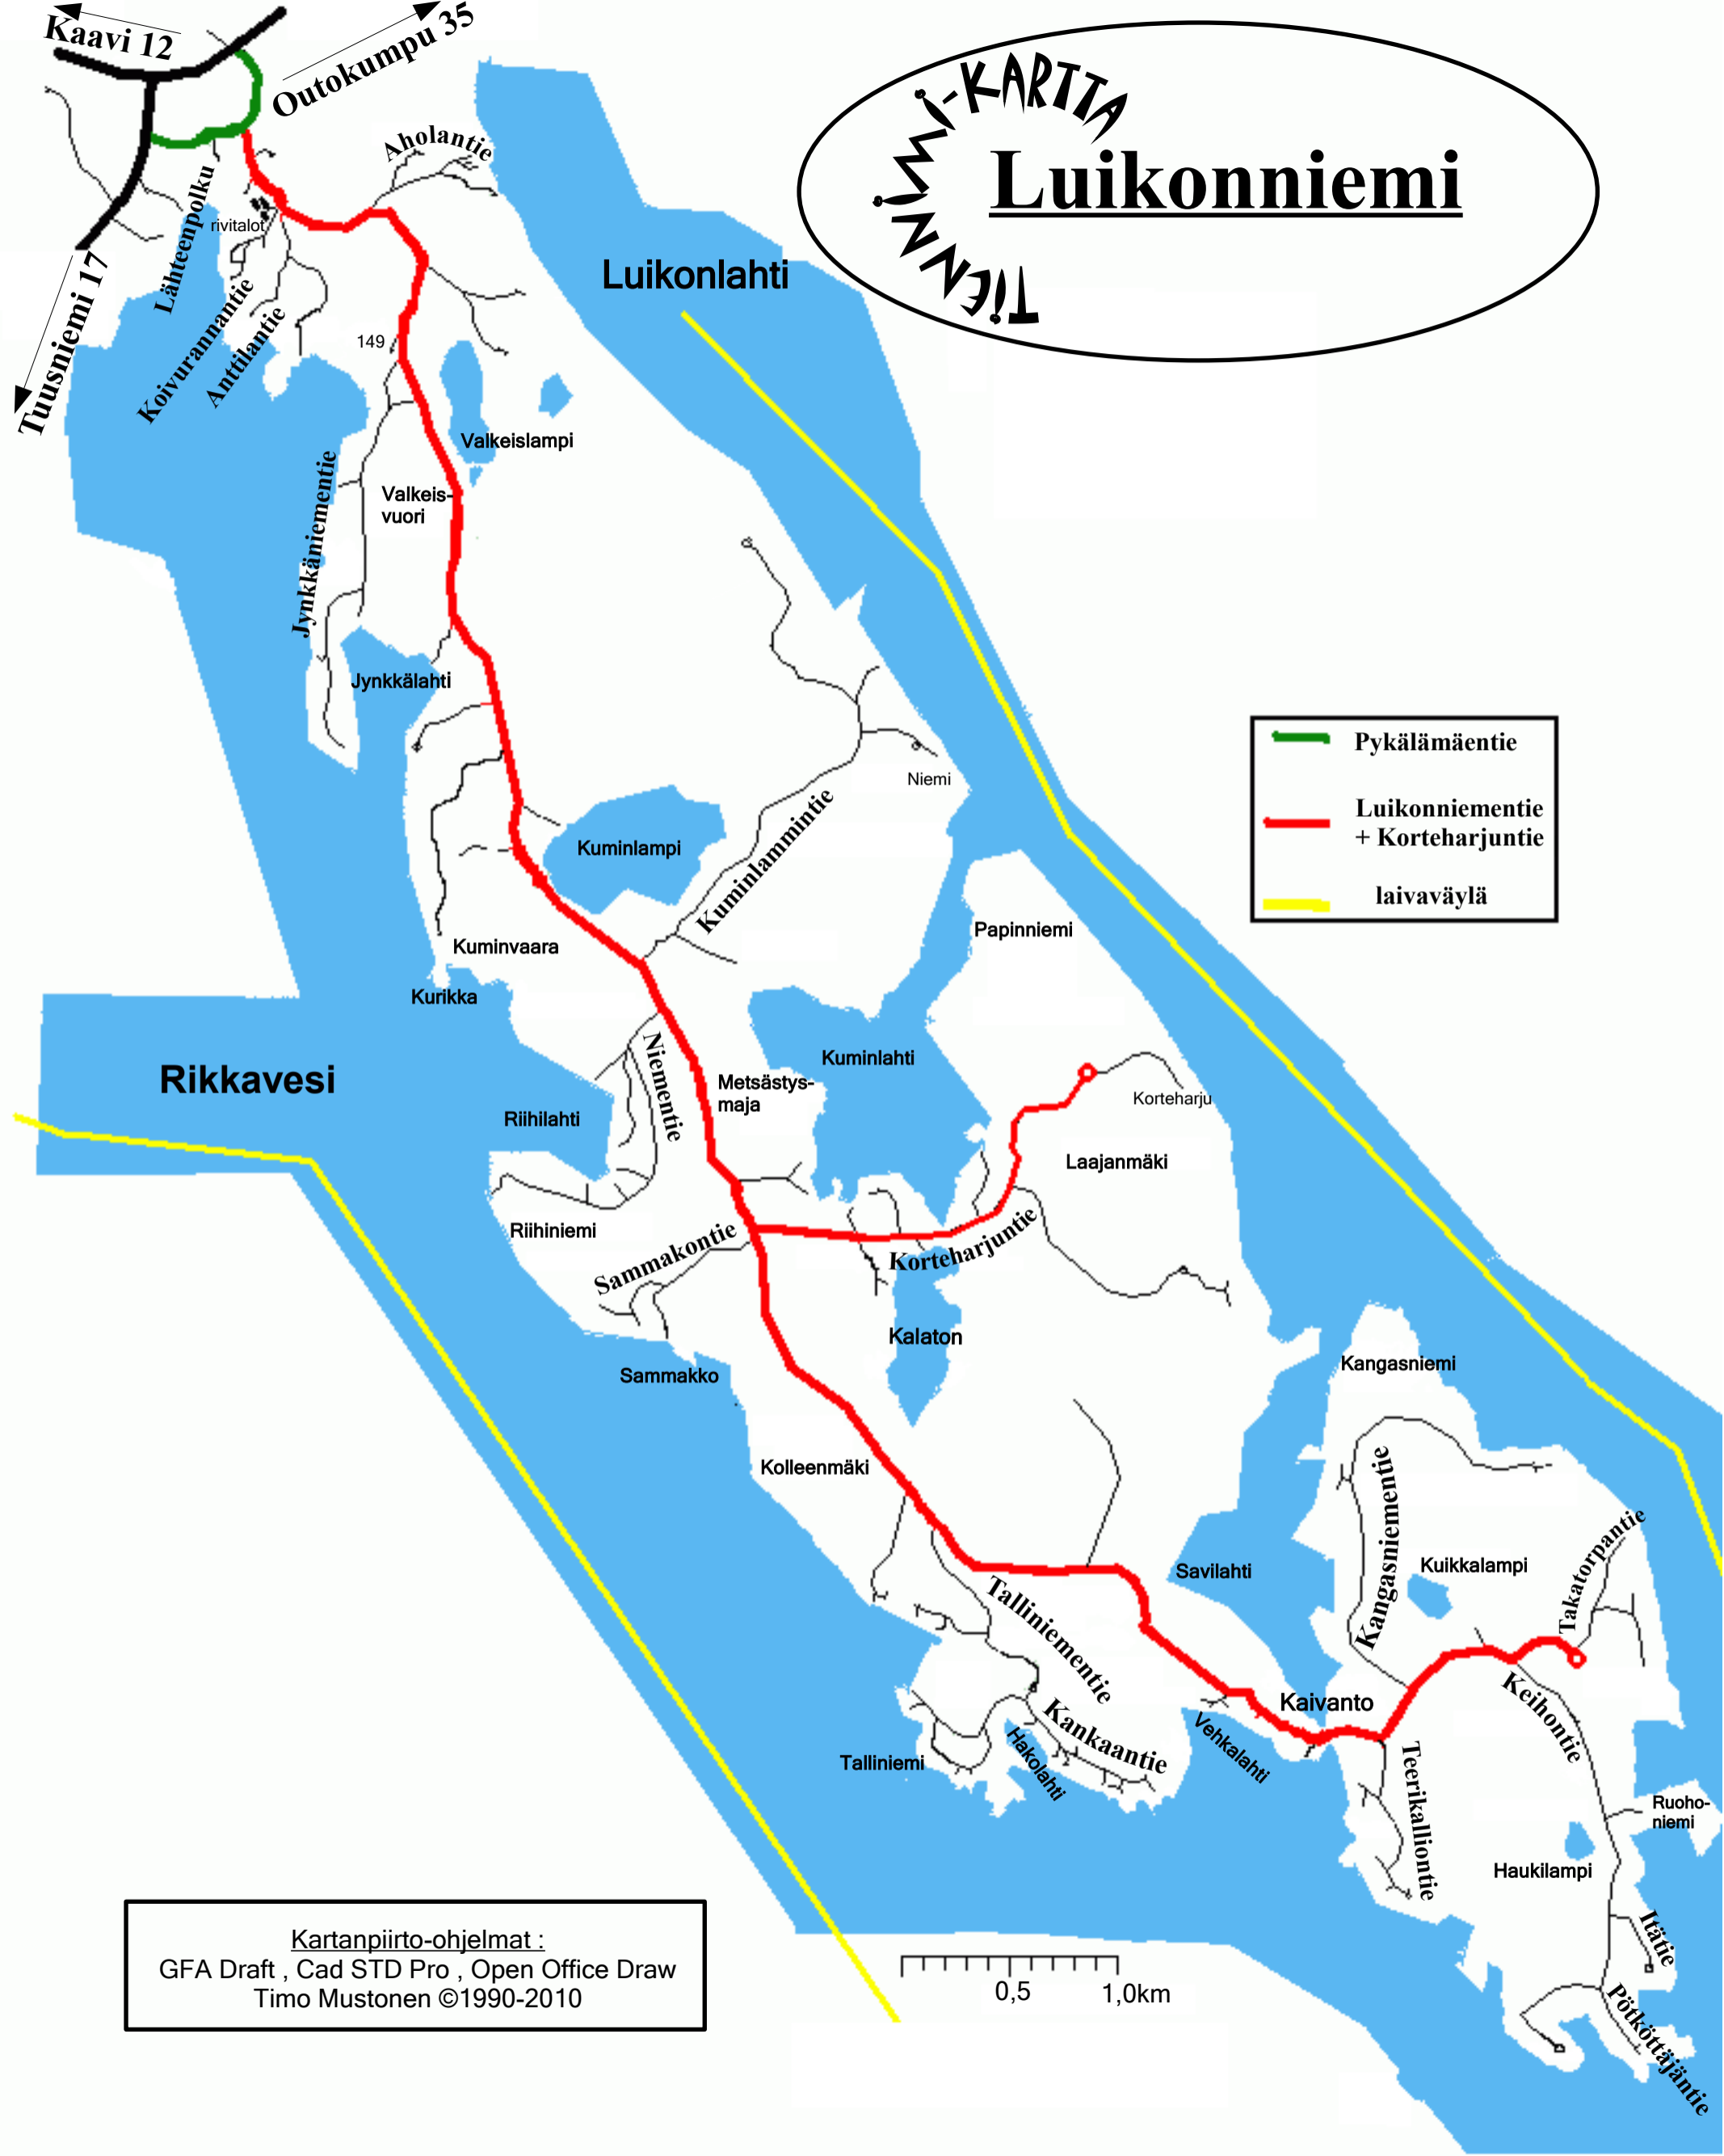 Kaavi 12
Outokumpu 35
Tuusniemi 17
TIENNIMI-KARTTA
Luikonniemi
Aholantie
Lähteenpolku
rivitalot
Koivurannantie
Anttilantie
149
Luikonlahti
Valkeislampi
Valkeis-
vuori
Jynkkäniementie
Jynkkälahti
Niemi
Pykälämäentie
Luikonniementie
+ Korteharjuntie
laivaväylä
Kuminlampi
Kuminlammintie
Kuminvaara
Kurikka
Papinniemi
Rikkavesi
Niementie
Metsästys-
maja
Kuminlahti
Riihilahti
Korteharju
Laajanmäki
Riihiniemi
Sammakontie
Korteharjuntie
Kalaton
Sammakko
Kangasniemi
Kolleenmäki
Kangasniementie
Savilahti
Kuikkalampi
Takatorpantie
Talliniementie
Kaivanto
Keihontie
Kankaantie
Vehkalahti
Talliniemi
Hakolahti
Teerikalliontie
Ruoho-
niemi
Haukilampi
Itätie
Pötköttäjäntie
Kartanpiirto-ohjelmat :
GFA Draft , Cad STD Pro , Open Office Draw
Timo Mustonen ©1990-2010
0,5
1,0km